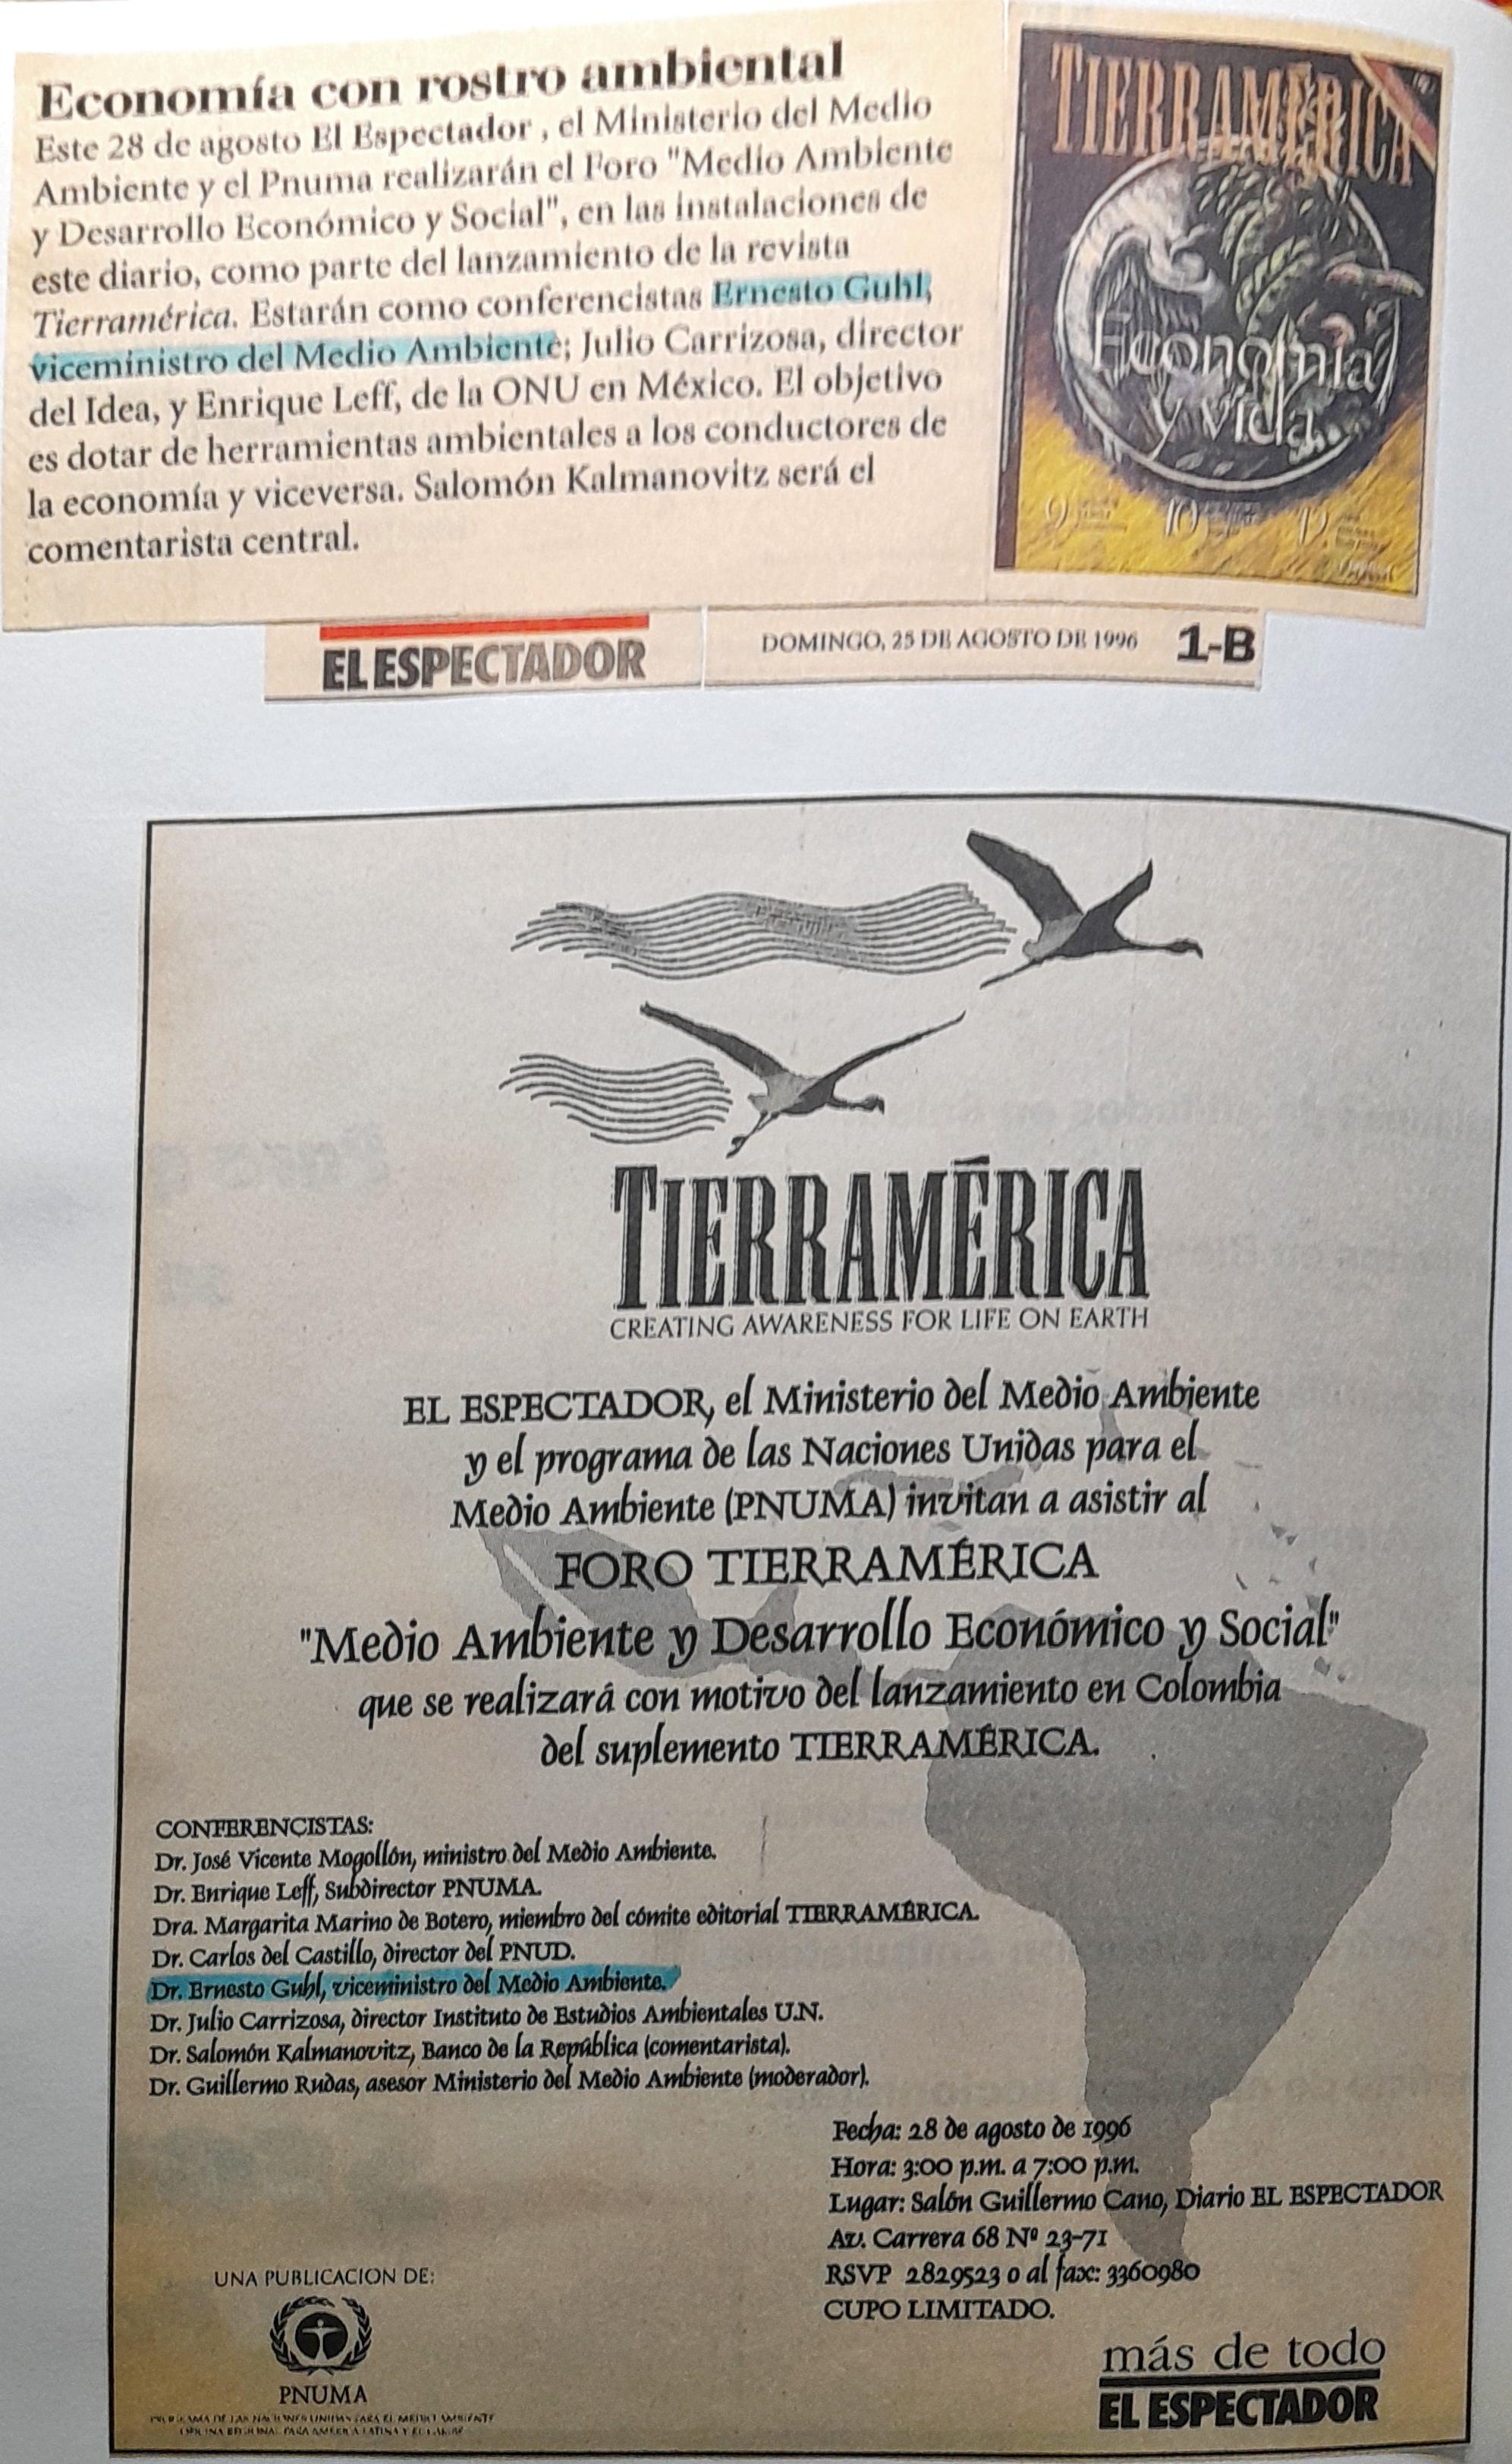 Economía con rostro ambiental
Este 28 de agosto El Espectador , el Ministerio del Medio
Ambiente y el Pnuma realizarán el Foro "Medio Ambiente
y Desarrollo Económico y Social", en las instalaciones de
este diario, como parte del lanzamiento de la revista
Tierramérica. Estarán como conferencistas Ernesto Guhl,
viceministro del Medio Ambiente; Julio Carrizosa, director
del Idea, y Enrique Leff, de la ONU en México. El objetivo
es dotar de herramientas ambientales a los conductores de
la economía y viceversa. Salomón Kalmanovitz será el
comentarista central.
TIERRAMÉRICA
Economía
y vida
9 10 12
EL ESPECTADOR
DOMINGO, 25 DE AGOSTO DE 1996 1-B
TIERRAMÉRICA
CREATING AWARENESS FOR LIFE ON EARTH
EL ESPECTADOR, el Ministerio del Medio Ambiente
y el programa de las Naciones Unidas para el
Medio Ambiente (PNUMA) invitan a asistir al
FORO TIERRAMÉRICA
"Medio Ambiente y Desarrollo Económico y Social"
que se realizará con motivo del lanzamiento en Colombia
del suplemento TIERRAMÉRICA.
CONFERENCISTAS:
Dr. José Vicente Mogollón, ministro del Medio Ambiente.
Dr. Enrique Leff, Subdirector PNUMA.
Dra. Margarita Marino de Botero, miembro del cómite editorial TIERRAMÉRICA.
Dr. Carlos del Castillo, director del PNUD.
Dr. Ernesto Guhl, viceministro del Medio Ambiente.
Dr. Julio Carrizosa, director Instituto de Estudios Ambientales U.N.
Dr. Salomón Kalmanovitz, Banco de la República (comentarista).
Dr. Guillermo Rudas, asesor Ministerio del Medio Ambiente (moderador).
Fecha: 28 de agosto de 1996
Hora: 3:00 p.m. a 7:00 p.m.
Lugar: Salón Guillermo Cano, Diario EL ESPECTADOR
Av. Carrera 68 Nº 23-71
RSVP 2829523 o al fax: 3360980
CUPO LIMITADO.
UNA PUBLICACION DE:
PNUMA
PROGRAMA DE LAS NACIONES UNIDAS PARA EL MEDIO AMBIENTE
OFICINA REGIONAL PARA AMERICA LATINA Y EL CARIBE
más de todo
EL ESPECTADOR